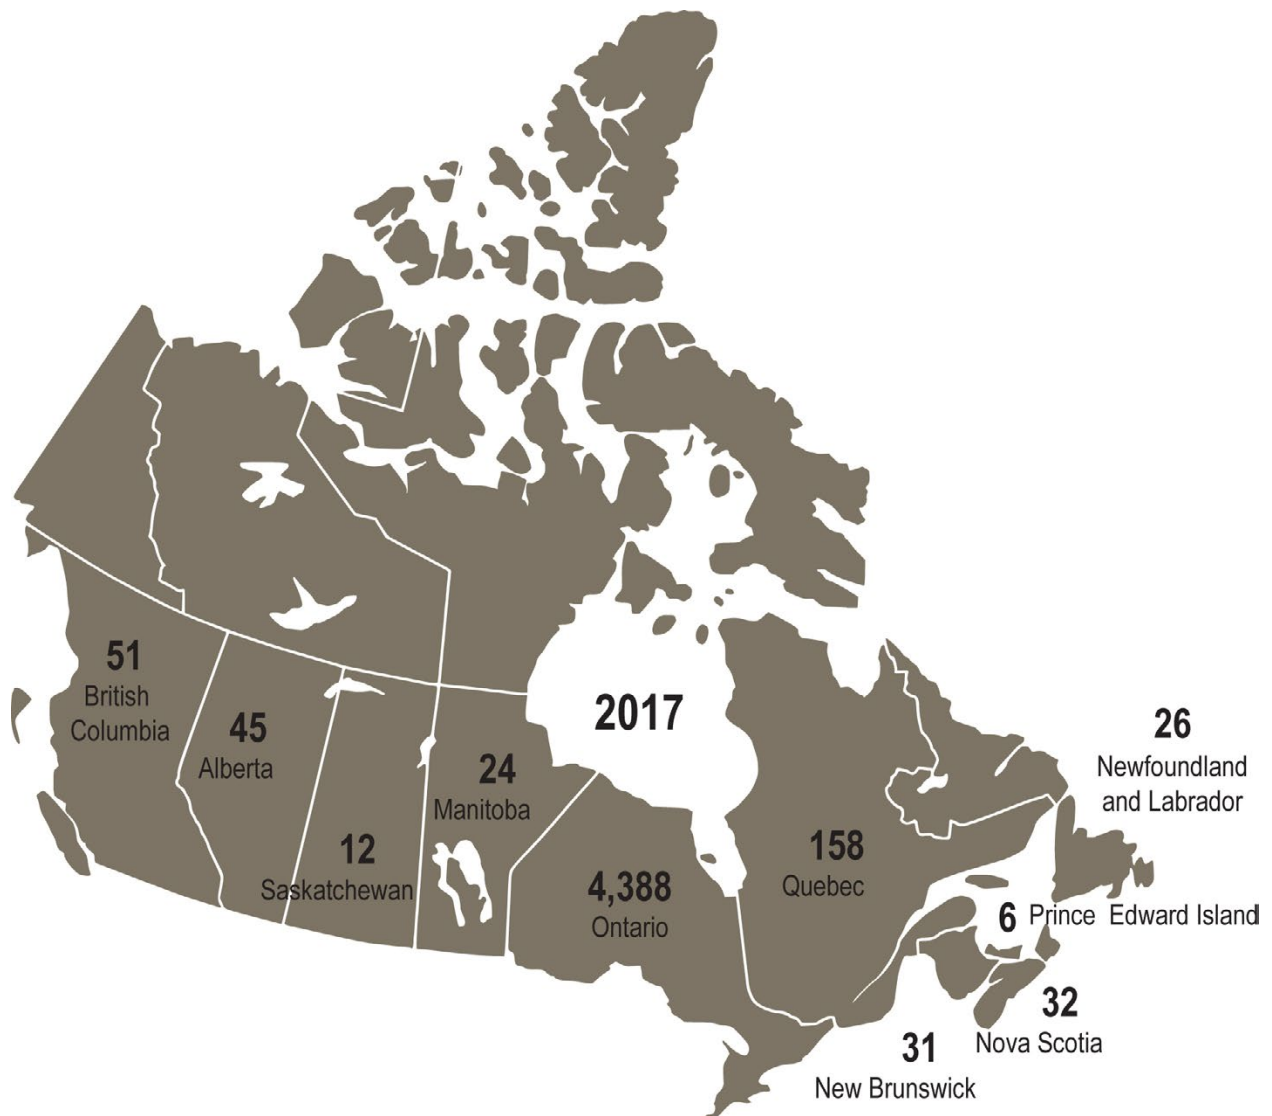 51
British
Columbia
45
Alberta
12
Saskatchewan
24
Manitoba
2017
4,388
Ontario
158
Quebec
26
Newfoundland
and Labrador
6 Prince Edward Island
32
Nova Scotia
31
New Brunswick